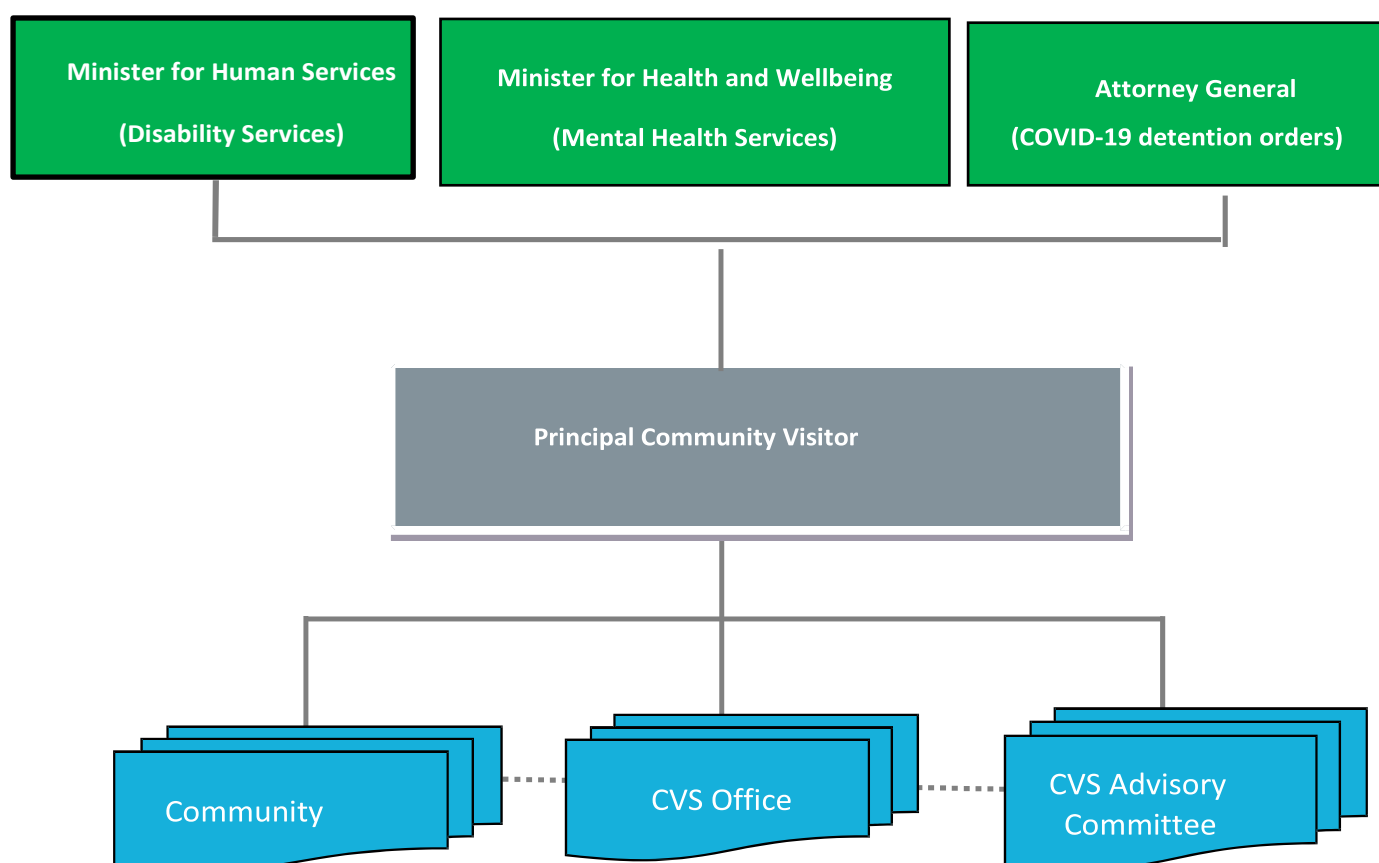 Minister for Human Services
(Disability Services)
Minister for Health and Wellbeing
(Mental Health Services)
Attorney General
(COVID-19 detention orders)
Principal Community Visitor
Community
CVS Office
CVS Advisory
Committee